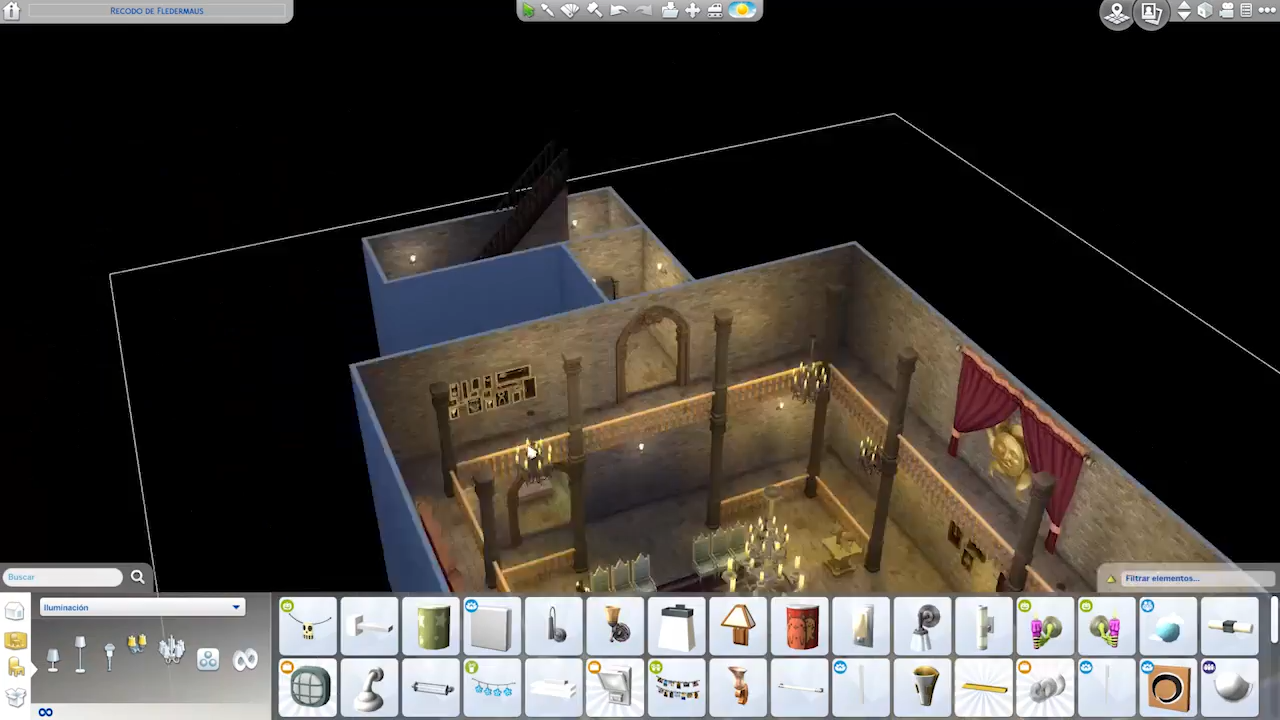 Recodo de Fledermaus
Buscar
Filtrar elementos...
Iluminación